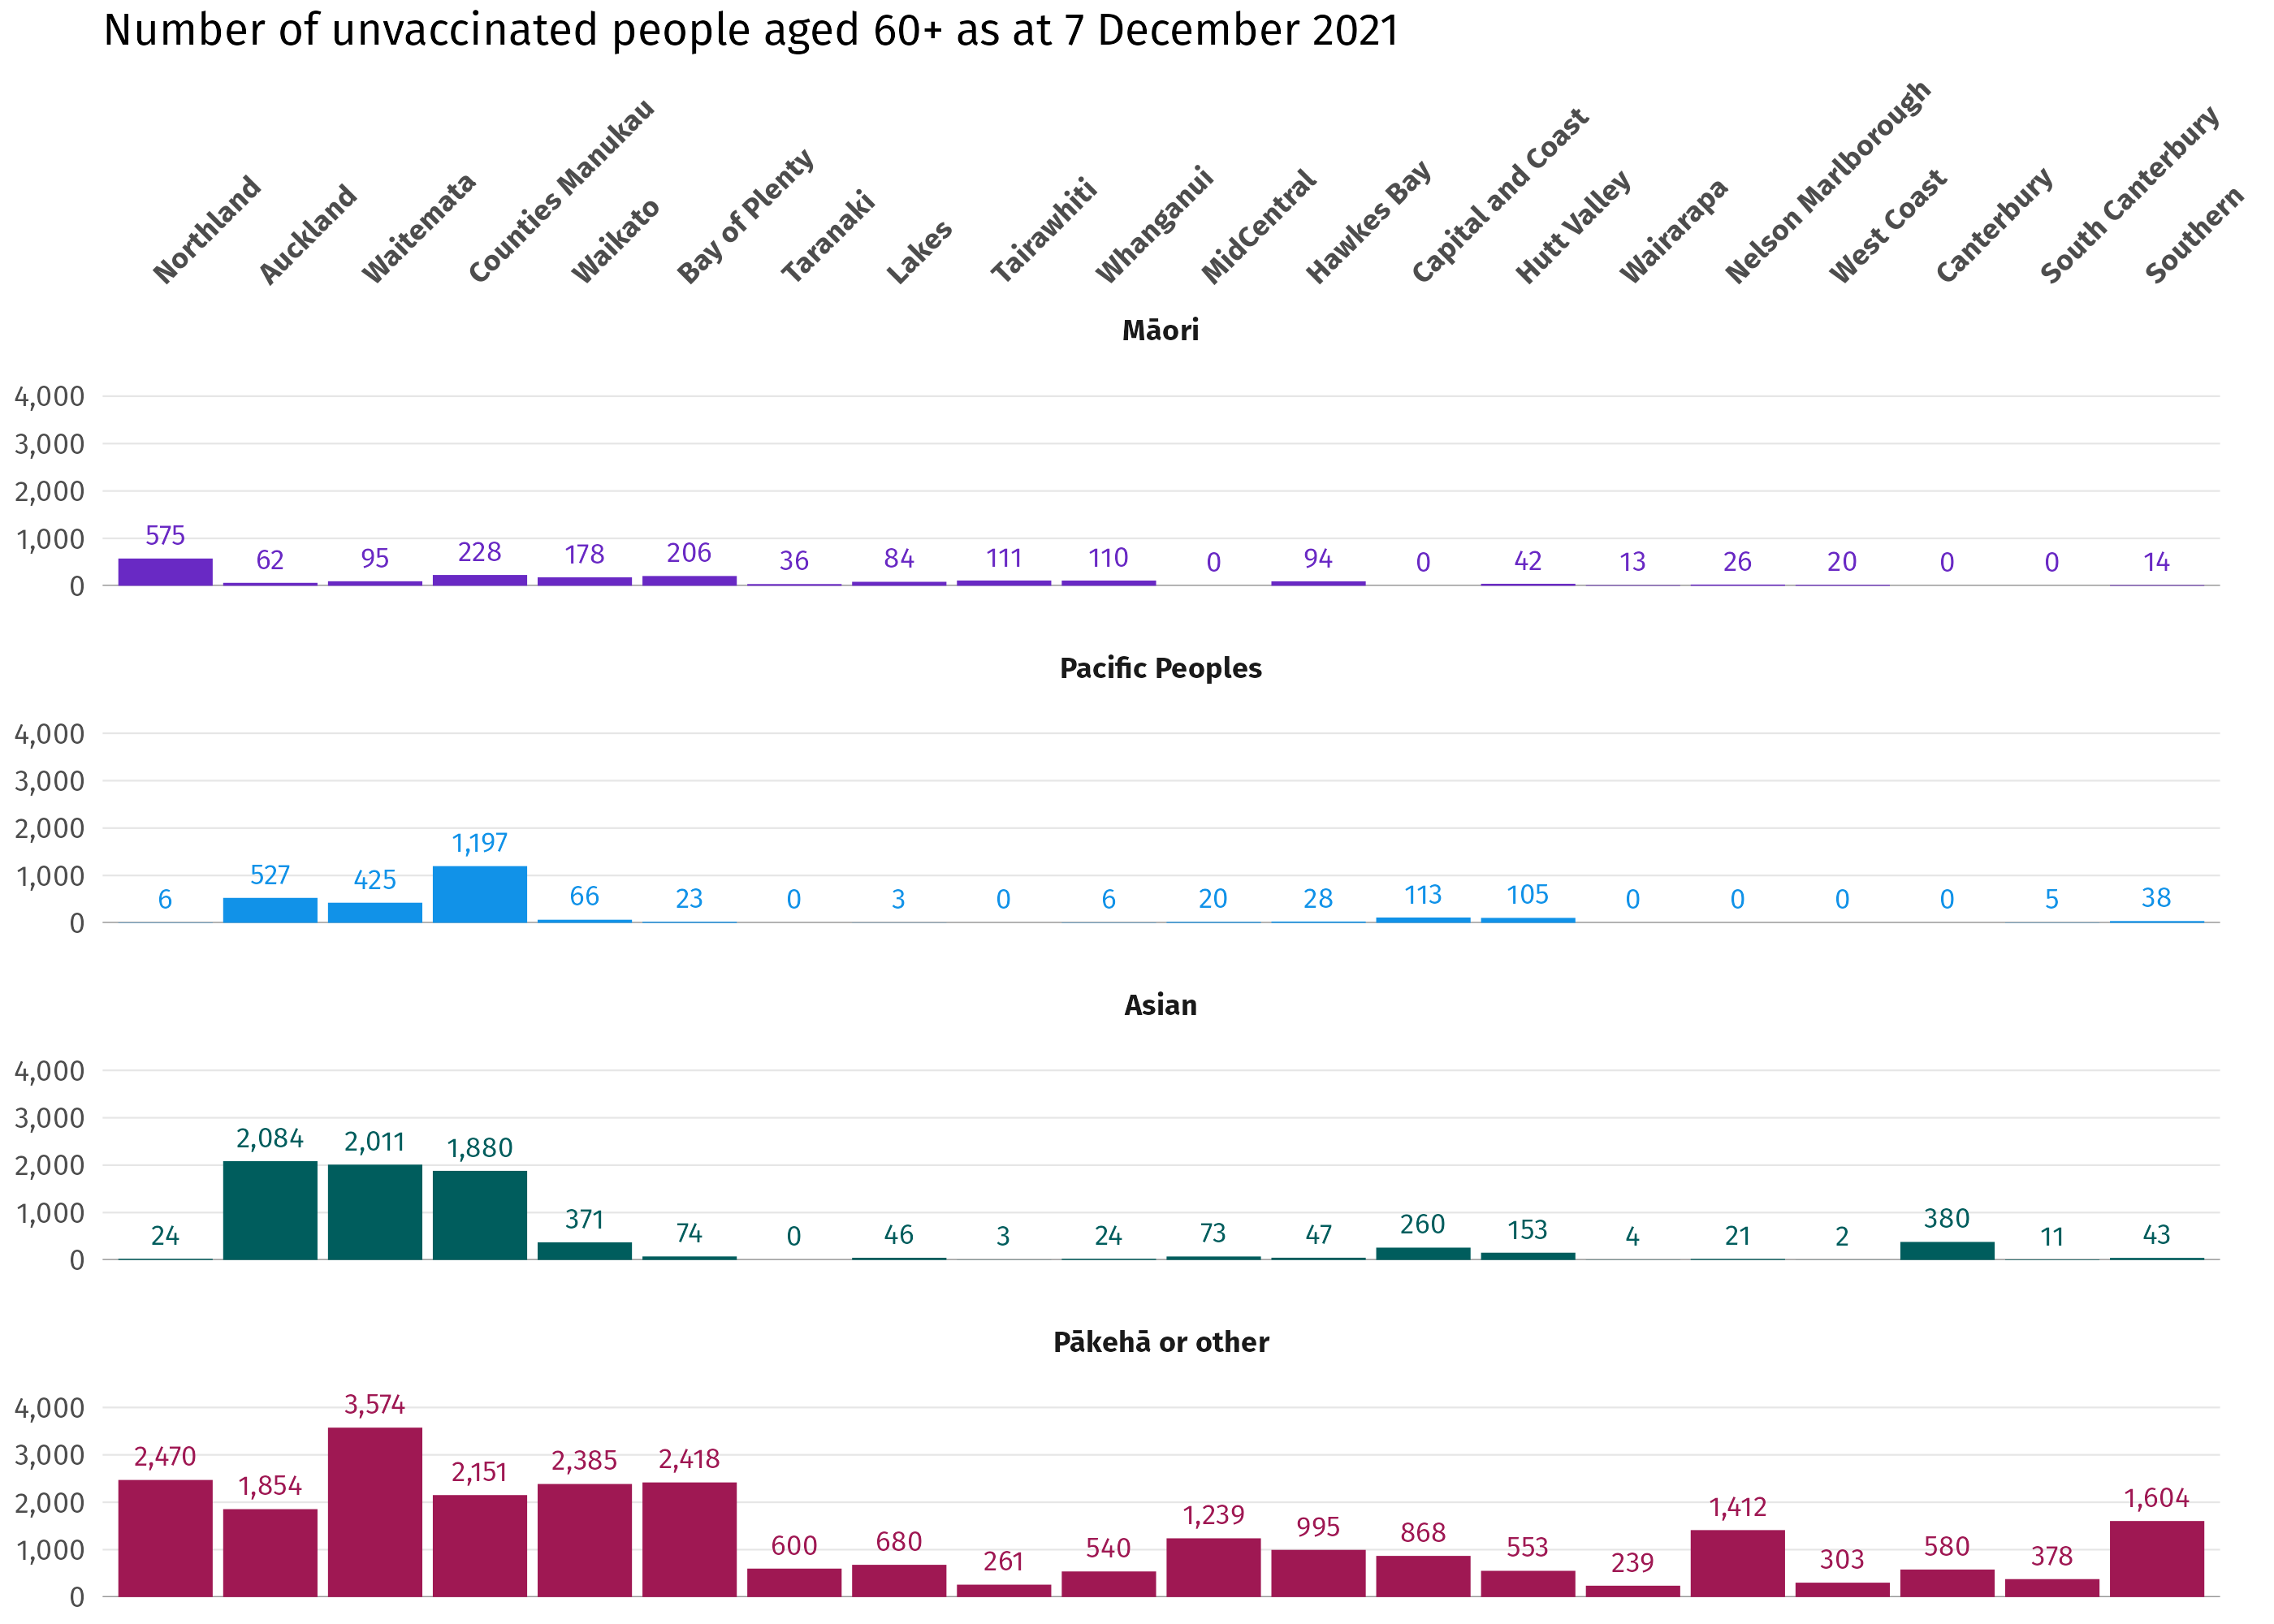 Number of unvaccinated people aged 60+ as at 7 December 2021
Northland Auckland Waitemata Counties Manukau Waikato Bay of Plenty Taranaki Lakes Tairawhiti Whanganui MidCentral Hawkes Bay Capital and Coast Hutt Valley Wairarapa Nelson Marlborough West Coast Canterbury South Canterbury Southern
Māori
4,000
3,000
2,000
1,000
0
575 62 95 228 178 206 36 84 111 110 0 94 0 42 13 26 20 0 0 14
Pacific Peoples
4,000
3,000
2,000
1,000
0
6 527 425 1,197 66 23 0 3 0 6 20 28 113 105 0 0 0 0 5 38
Asian
4,000
3,000
2,000
1,000
0
24 2,084 2,011 1,880 371 74 0 46 3 24 73 47 260 153 4 21 2 380 11 43
Pākehā or other
4,000
3,000
2,000
1,000
0
2,470 1,854 3,574 2,151 2,385 2,418 600 680 261 540 1,239 995 868 553 239 1,412 303 580 378 1,604